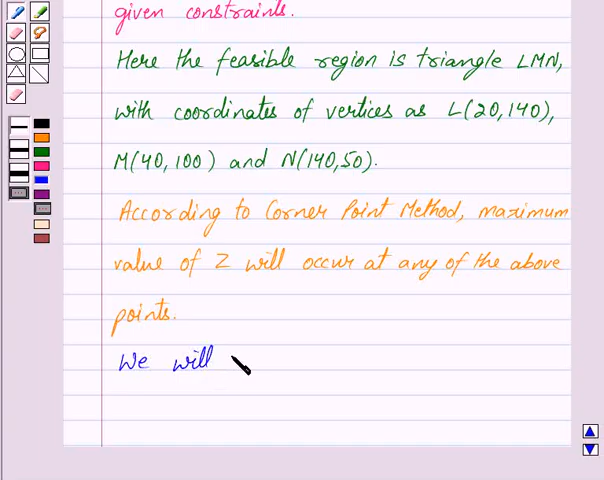 given constraints.
Here the feasible region is triangle LMN,
with coordinates of vertices as L(20,140),
M(40,100) and N(140,50).
According to Corner Point Method, maximum
value of Z will occur at any of the above
points.
We will